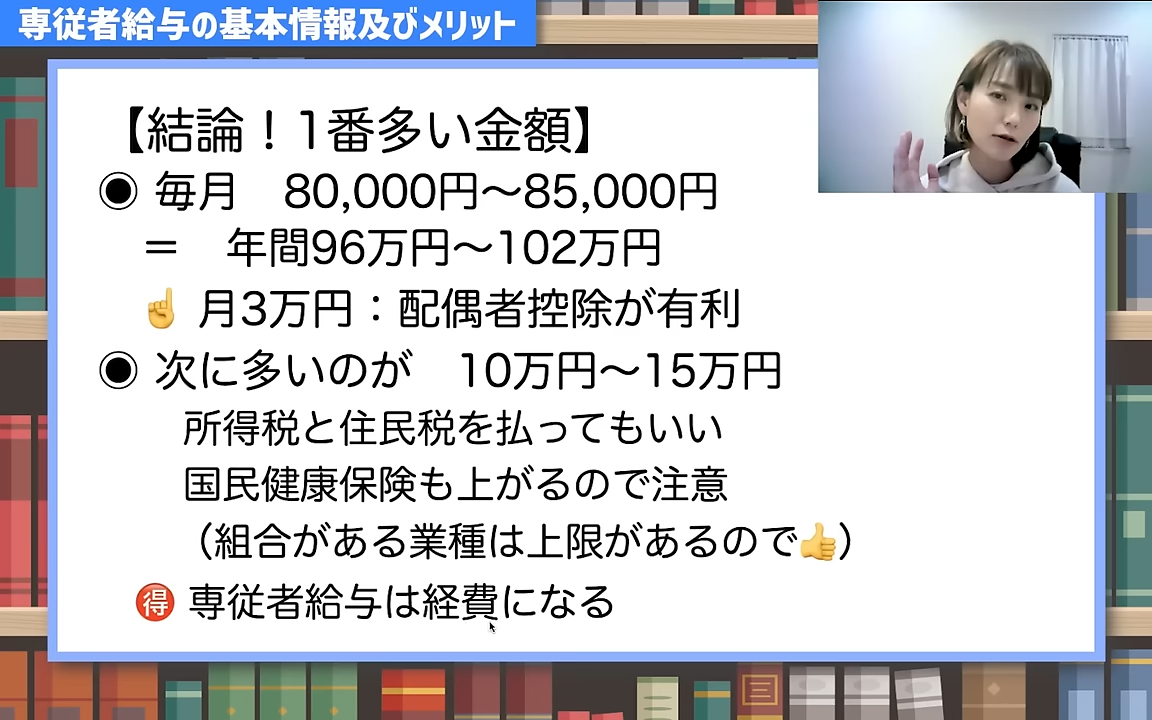 専従者給与の基本情報及びメリット
【結論！1番多い金額】
◉ 毎月　80,000円〜85,000円
＝　年間96万円〜102万円
☝️ 月3万円：配偶者控除が有利
◉ 次に多いのが　10万円〜15万円
所得税と住民税を払ってもいい
国民健康保険も上がるので注意
（組合がある業種は上限があるので👍）
🉐 専従者給与は経費になる